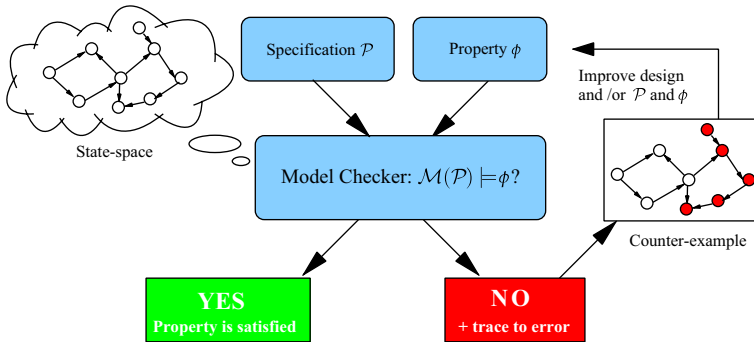 Specification 𝒫
Property ϕ
Improve design
and /or 𝒫 and ϕ
State-space
Model Checker: ℳ(𝒫) ⊨ϕ?
Counter-example
YES
Property is satisfied
NO
+ trace to error